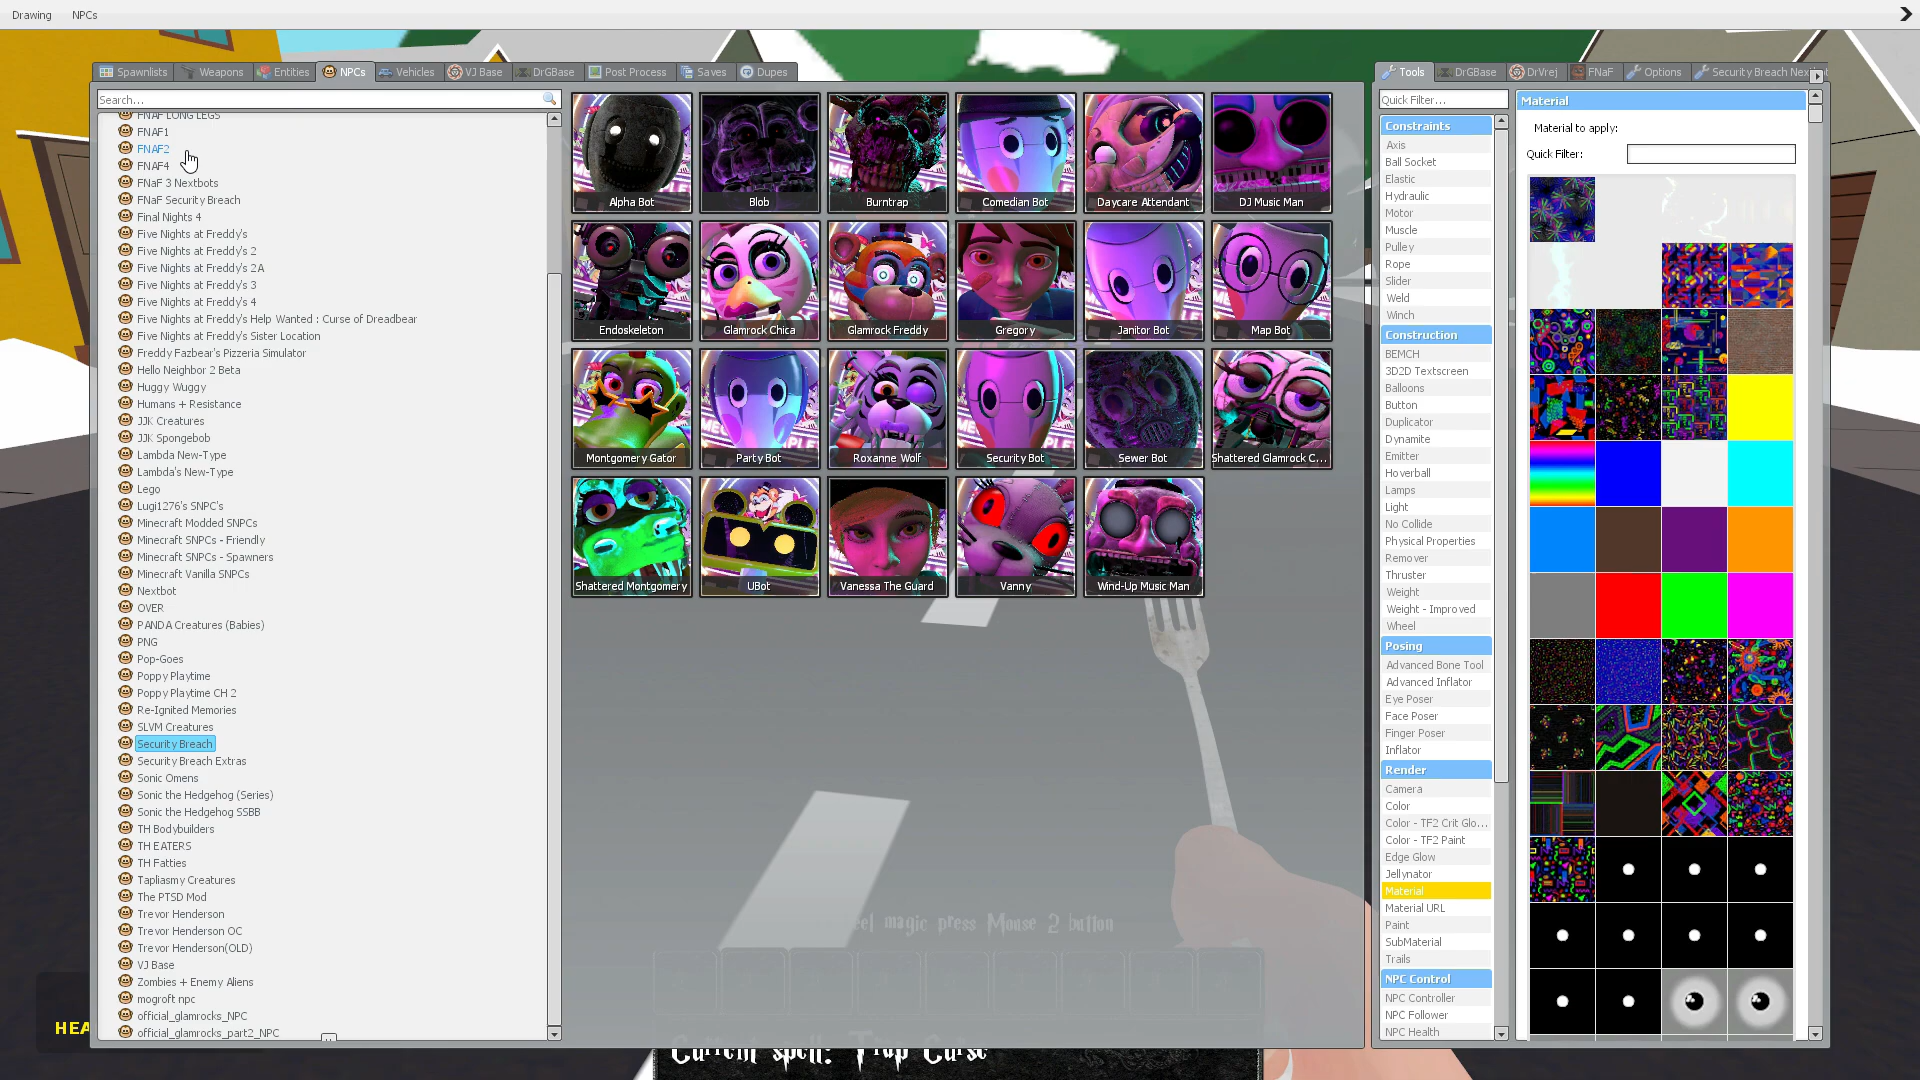 Drawing NPCs
Spawnlists Weapons Entities NPCs Vehicles VJ Base DrGBase Post Process Saves Dupes
Search...
FNAF LONG LEGS
FNAF1
FNAF2
FNAF4
FNaF 3 Nextbots
FNaF Security Breach
Final Nights 4
Five Nights at Freddy's
Five Nights at Freddy's 2
Five Nights at Freddy's 2A
Five Nights at Freddy's 3
Five Nights at Freddy's 4
Five Nights at Freddy's Help Wanted : Curse of Dreadbear
Five Nights at Freddy's Sister Location
Freddy Fazbear's Pizzeria Simulator
Hello Neighbor 2 Beta
Huggy Wuggy
Humans + Resistance
JJK Creatures
JJK Spongebob
Lambda New-Type
Lambda's New-Type
Lego
Lugi1276's SNPC's
Minecraft Modded SNPCs
Minecraft SNPCs - Friendly
Minecraft SNPCs - Spawners
Minecraft Vanilla SNPCs
Nextbot
OVER
PANDA Creatures (Babies)
PNG
Pop-Goes
Poppy Playtime
Poppy Playtime CH 2
Re-Ignited Memories
SLVM Creatures
Security Breach
Security Breach Extras
Sonic Omens
Sonic the Hedgehog (Series)
Sonic the Hedgehog SSBB
TH Bodybuilders
TH EATERS
TH Fatties
Tapliasmy Creatures
The PTSD Mod
Trevor Henderson
Trevor Henderson OC
Trevor Henderson(OLD)
VJ Base
Zombies + Enemy Aliens
mogroft npc
official_glamrocks_NPC
official_glamrocks_part2_NPC
Alpha Bot Blob Burntrap Comedian Bot Daycare Attendant DJ Music Man
Endoskeleton Glamrock Chica Glamrock Freddy Gregory Janitor Bot Map Bot
Montgomery Gator Party Bot Roxanne Wolf Security Bot Sewer Bot Shattered Glamrock C...
Shattered Montgomery UBot Vanessa The Guard Vanny Wind-Up Music Man
magic press Mouse 2 button
Current spell: Trap Curse
HEA
Tools DrGBase DrVrej FNaF Options Security Breach
Quick Filter...
Constraints
Axis
Ball Socket
Elastic
Hydraulic
Motor
Muscle
Pulley
Rope
Slider
Weld
Winch
Construction
BEMCH
3D2D Textscreen
Balloons
Button
Duplicator
Dynamite
Emitter
Hoverball
Lamps
Light
No Collide
Physical Properties
Remover
Thruster
Weight
Weight - Improved
Wheel
Posing
Advanced Bone Tool
Advanced Inflator
Eye Poser
Face Poser
Finger Poser
Inflator
Render
Camera
Color
Color - TF2 Crit Glo...
Color - TF2 Paint
Edge Glow
Jellynator
Material
Material URL
Paint
SubMaterial
Trails
NPC Control
NPC Controller
NPC Follower
NPC Health
Material
Material to apply:
Quick Filter: